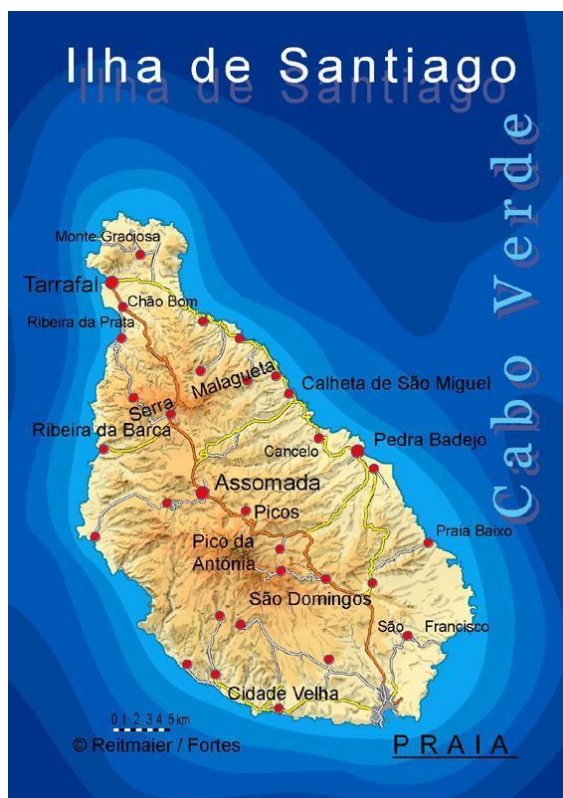 Ilha de Santiago
Cabo Verde
Monte Graciosa
Tarrafal
Chão Bom
Ribeira da Prata
Serra Malagueta
Calheta de São Miguel
Ribeira da Barca
Pedra Badejo
Cancelo
Assomada
Picos
Praia Baixo
Pico da
Antónia
São Domingos
São Francisco
Cidade Velha
0 1 2 3 4 5 km
© Reitmaier / Fortes
PRAIA